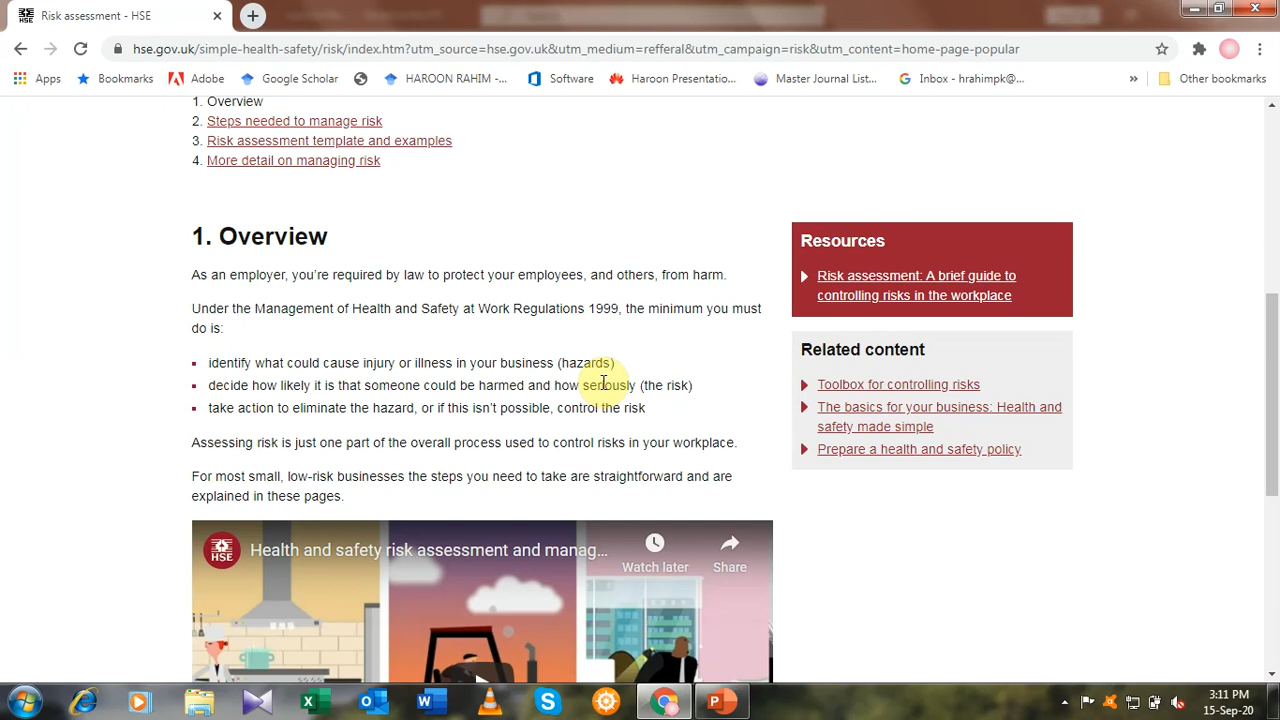 Risk assessment - HSE
hse.gov.uk/simple-health-safety/risk/index.htm?utm_source=hse.gov.uk&utm_medium=refferal&utm_campaign=risk&utm_content=home-page-popular
Apps Bookmarks Adobe Google Scholar HAROON RAHIM -... Software Haroon Presentatio... Master Journal List... Inbox - hrahimpk@... » Other bookmarks
1. Overview
2. Steps needed to manage risk
3. Risk assessment template and examples
4. More detail on managing risk
1. Overview
As an employer, you're required by law to protect your employees, and others, from harm.
Under the Management of Health and Safety at Work Regulations 1999, the minimum you must
do is:
identify what could cause injury or illness in your business (hazards)
decide how likely it is that someone could be harmed and how seriously (the risk)
take action to eliminate the hazard, or if this isn't possible, control the risk
Assessing risk is just one part of the overall process used to control risks in your workplace.
For most small, low-risk businesses the steps you need to take are straightforward and are
explained in these pages.
HSE
Health and safety risk assessment and manag...
Watch later
Share
Resources
Risk assessment: A brief guide to
controlling risks in the workplace
Related content
Toolbox for controlling risks
The basics for your business: Health and
safety made simple
Prepare a health and safety policy
3:11 PM
15-Sep-20